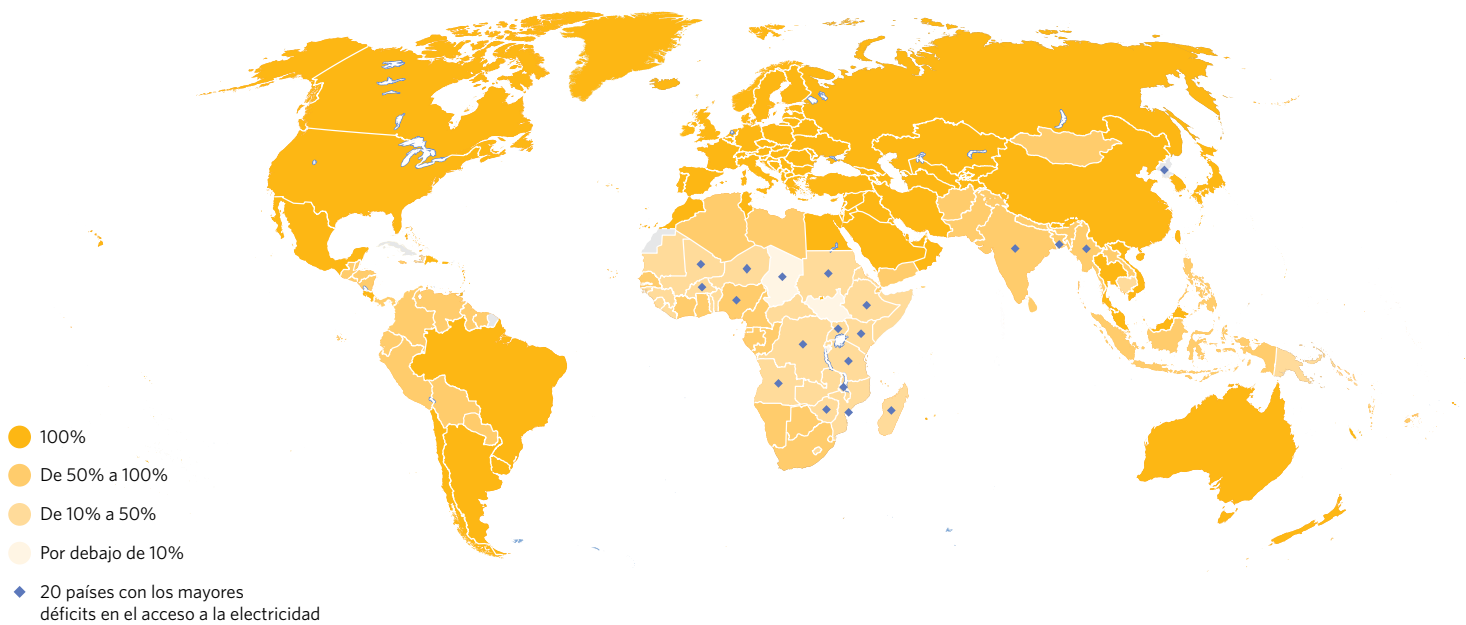 100%
De 50% a 100%
De 10% a 50%
Por debajo de 10%
20 países con los mayores
déficits en el acceso a la electricidad